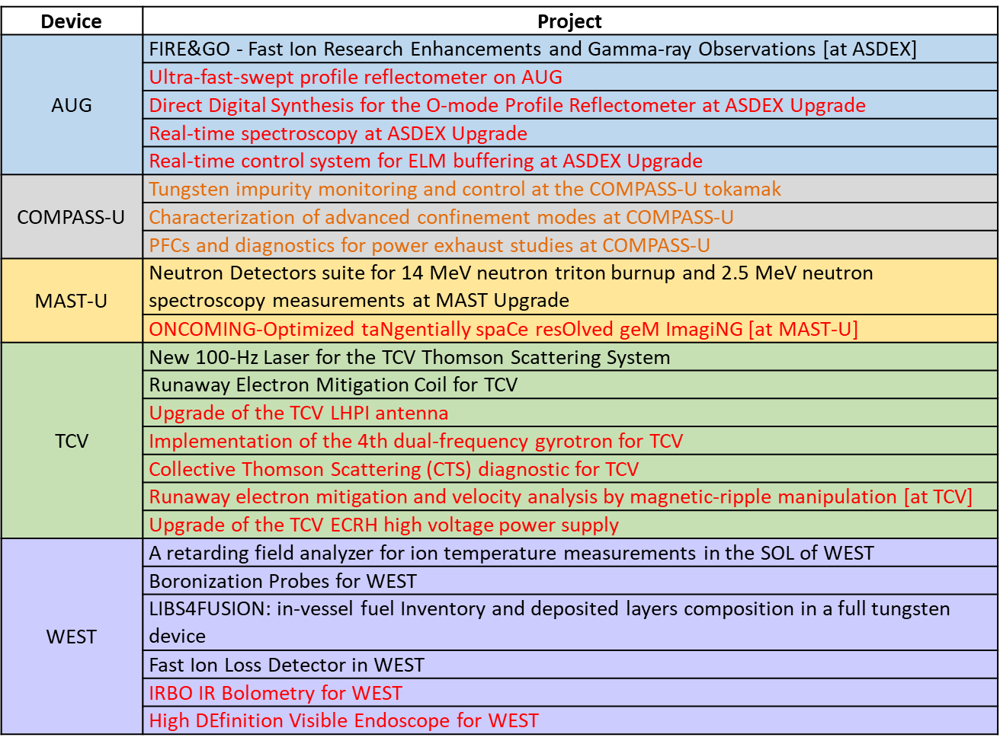 Device Project
AUG
FIRE&GO - Fast Ion Research Enhancements and Gamma-ray Observations [at ASDEX]
Ultra-fast-swept profile reflectometer on AUG
Direct Digital Synthesis for the O-mode Profile Reflectometer at ASDEX Upgrade
Real-time spectroscopy at ASDEX Upgrade
Real-time control system for ELM buffering at ASDEX Upgrade
COMPASS-U
Tungsten impurity monitoring and control at the COMPASS-U tokamak
Characterization of advanced confinement modes at COMPASS-U
PFCs and diagnostics for power exhaust studies at COMPASS-U
MAST-U
Neutron Detectors suite for 14 MeV neutron triton burnup and 2.5 MeV neutron
spectroscopy measurements at MAST Upgrade
ONCOMING-Optimized taNgentially spaCe resOlved geM ImagiNG [at MAST-U]
TCV
New 100-Hz Laser for the TCV Thomson Scattering System
Runaway Electron Mitigation Coil for TCV
Upgrade of the TCV LHPI antenna
Implementation of the 4th dual-frequency gyrotron for TCV
Collective Thomson Scattering (CTS) diagnostic for TCV
Runaway electron mitigation and velocity analysis by magnetic-ripple manipulation [at TCV]
Upgrade of the TCV ECRH high voltage power supply
WEST
A retarding field analyzer for ion temperature measurements in the SOL of WEST
Boronization Probes for WEST
LIBS4FUSION: in-vessel fuel Inventory and deposited layers composition in a full tungsten
device
Fast Ion Loss Detector in WEST
IRBO IR Bolometry for WEST
High DEfinition Visible Endoscope for WEST